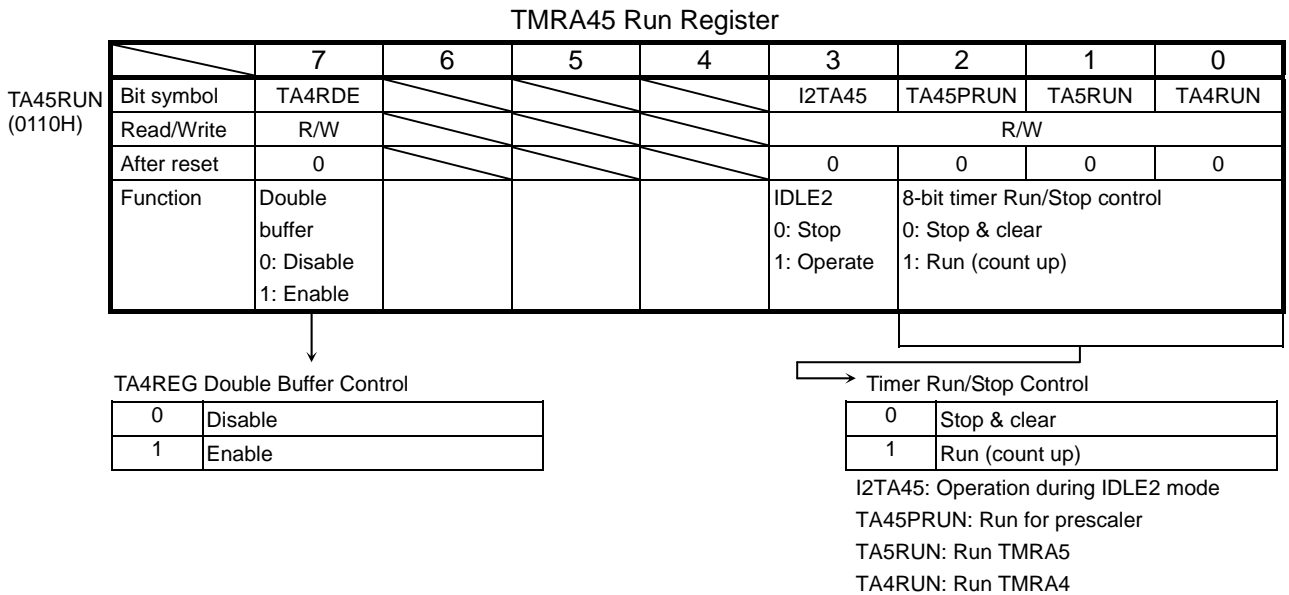 TMRA45 Run Register
7 6 5 4 3 2 1 0
TA45RUN Bit symbol TA4RDE I2TA45 TA45PRUN TA5RUN TA4RUN
(0110H) Read/Write R/W R/W
After reset 0 0 0 0 0
Function Double IDLE2 8-bit timer Run/Stop control
buffer 0: Stop 0: Stop & clear
0: Disable 1: Operate 1: Run (count up)
1: Enable
TA4REG Double Buffer Control Timer Run/Stop Control
0 Disable 0 Stop & clear
1 Enable 1 Run (count up)
I2TA45: Operation during IDLE2 mode
TA45PRUN: Run for prescaler
TA5RUN: Run TMRA5
TA4RUN: Run TMRA4